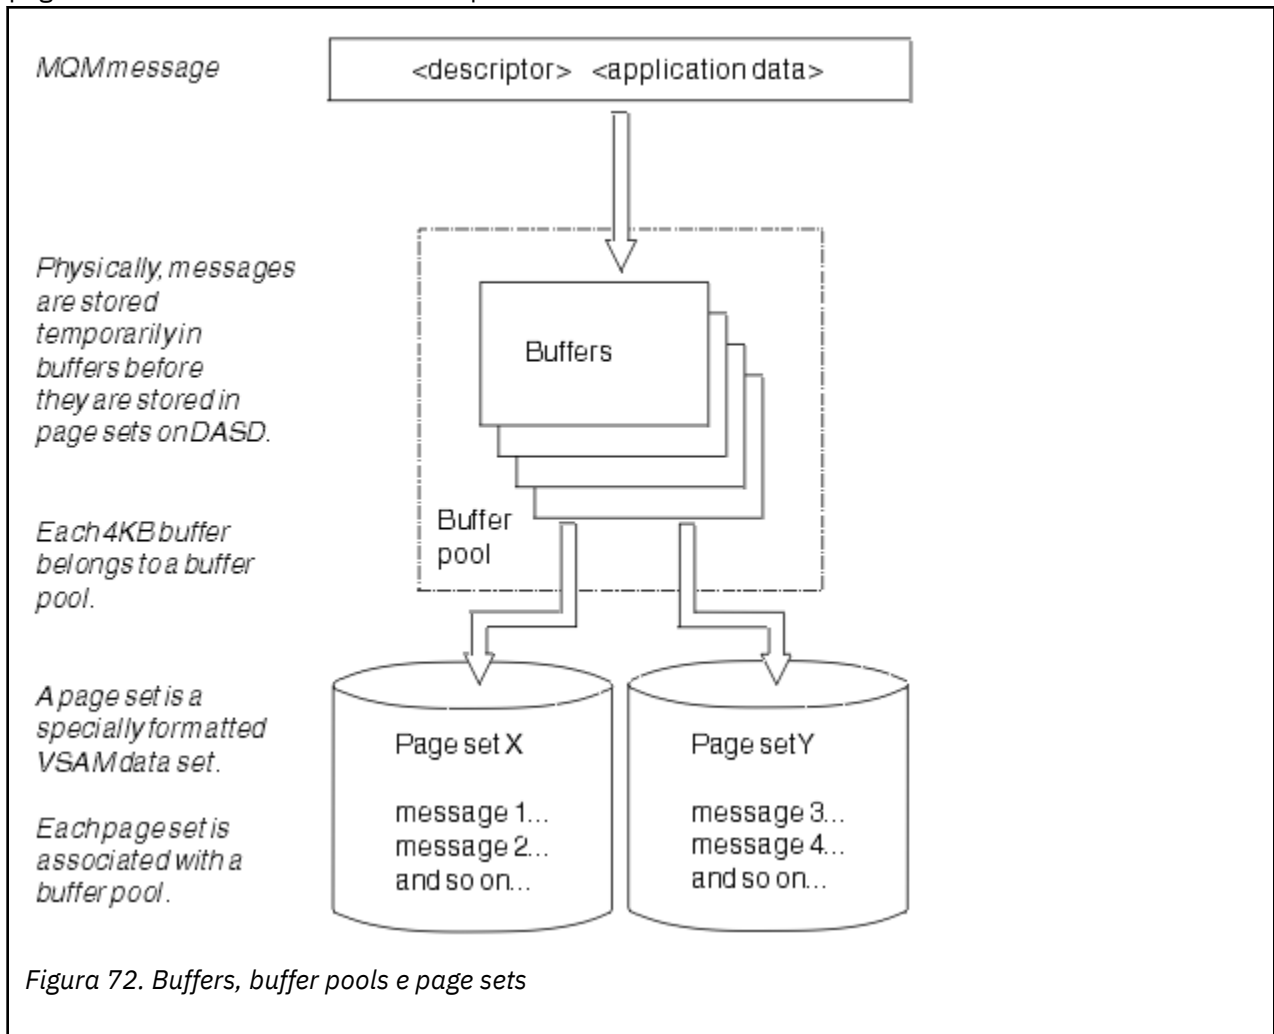 MQM message
<descriptor> <application data>
Physically, messages
are stored
temporarily in
buffers before
they are stored in
page sets on DASD.
Buffers
Each 4KB buffer
belongs to a buffer
pool.
Buffer
pool
A page set is a
specially formatted
VSAM data set.
Each page set is
associated with a
buffer pool.
Page set X
message 1...
message 2...
and so on...
Page set Y
message 3...
message 4...
and so on...
Figura 72. Buffers, buffer pools e page sets